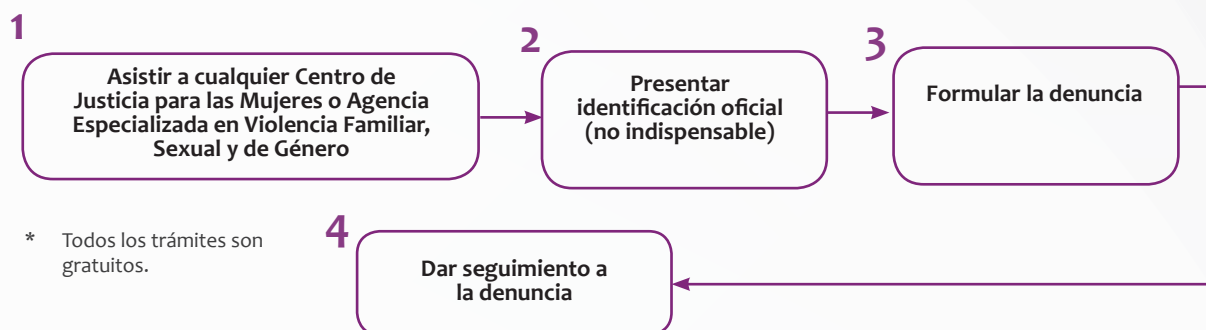 1
Asistir a cualquier Centro de
Justicia para las Mujeres o Agencia
Especializada en Violencia Familiar,
Sexual y de Género
2
Presentar
identificación oficial
(no indispensable)
3
Formular la denuncia
* Todos los trámites son
gratuitos.
4
Dar seguimiento a
la denuncia